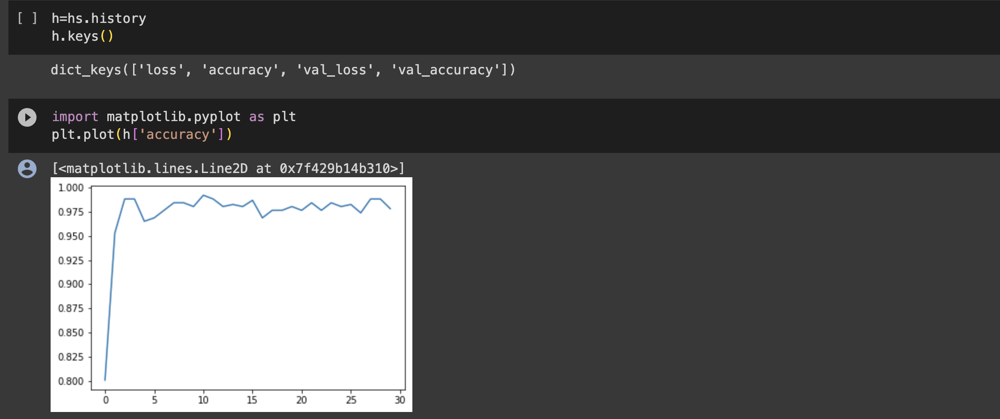 [ ] h=hs.history
h.keys()
dict_keys(['loss', 'accuracy', 'val_loss', 'val_accuracy'])
import matplotlib.pyplot as plt
plt.plot(h['accuracy'])
[<matplotlib.lines.Line2D at 0x7f429b14b310>]
1.000
0.975
0.950
0.925
0.900
0.875
0.850
0.825
0.800
0 5 10 15 20 25 30